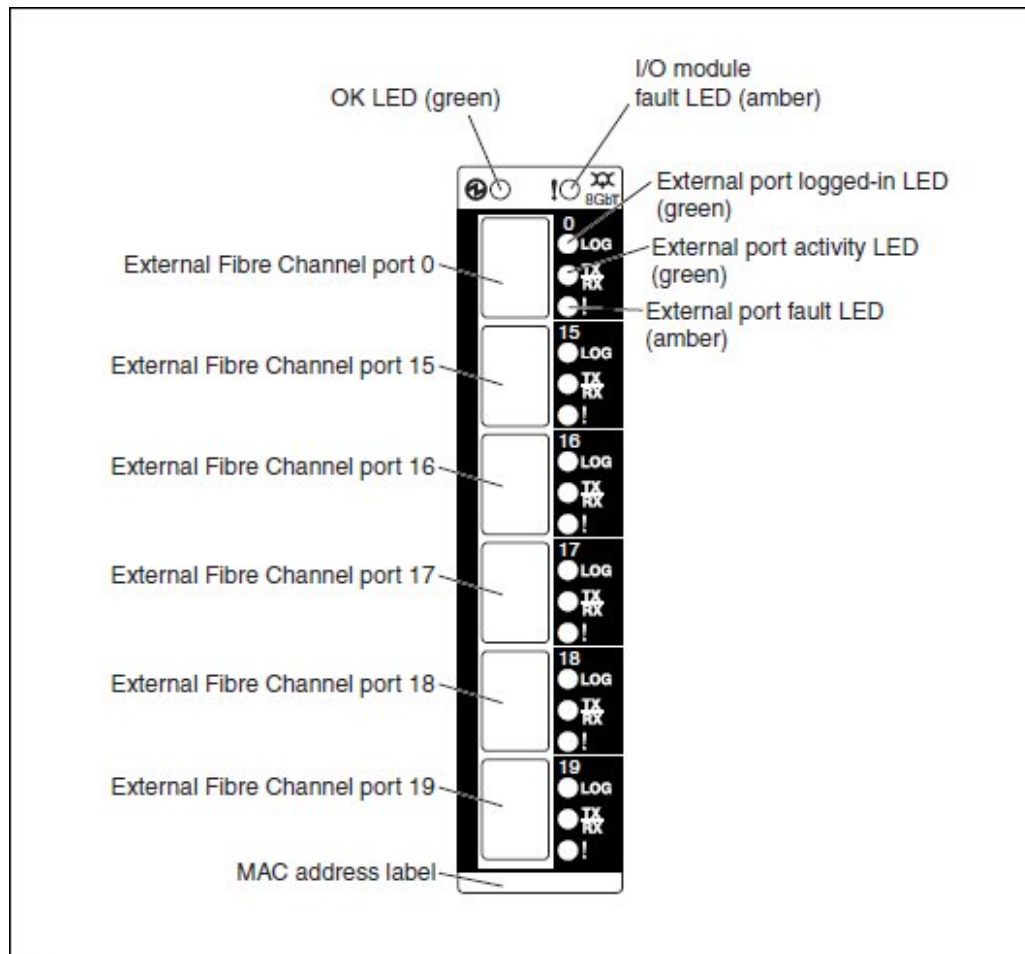 OK LED (green)
I/O module
fault LED (amber)
!
8Gb
0
LOG
TX
RX
!
External port logged-in LED
(green)
External port activity LED
(green)
External port fault LED
(amber)
External Fibre Channel port 0
15
LOG
TX
RX
!
External Fibre Channel port 15
16
LOG
TX
RX
!
External Fibre Channel port 16
17
LOG
TX
RX
!
External Fibre Channel port 17
18
LOG
TX
RX
!
External Fibre Channel port 18
19
LOG
TX
RX
!
External Fibre Channel port 19
MAC address label